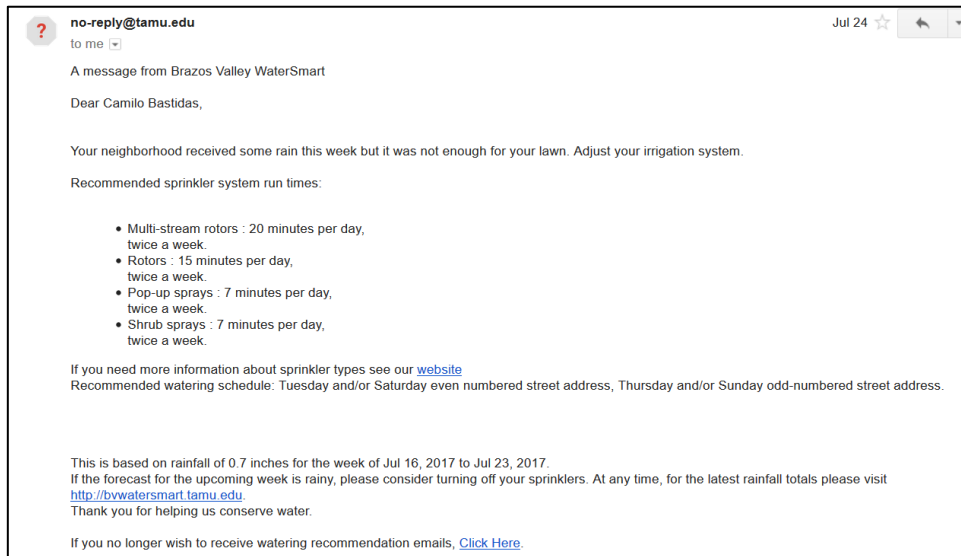 ?
no-reply@tamu.edu
Jul 24
to me
A message from Brazos Valley WaterSmart
Dear Camilo Bastidas,
Your neighborhood received some rain this week but it was not enough for your lawn. Adjust your irrigation system.
Recommended sprinkler system run times:
• Multi-stream rotors : 20 minutes per day,
twice a week.
• Rotors : 15 minutes per day,
twice a week.
• Pop-up sprays : 7 minutes per day,
twice a week.
• Shrub sprays : 7 minutes per day,
twice a week.
If you need more information about sprinkler types see our website
Recommended watering schedule: Tuesday and/or Saturday even numbered street address, Thursday and/or Sunday odd-numbered street address.
This is based on rainfall of 0.7 inches for the week of Jul 16, 2017 to Jul 23, 2017.
If the forecast for the upcoming week is rainy, please consider turning off your sprinklers. At any time, for the latest rainfall totals please visit
http://bvwatersmart.tamu.edu.
Thank you for helping us conserve water.
If you no longer wish to receive watering recommendation emails, Click Here.